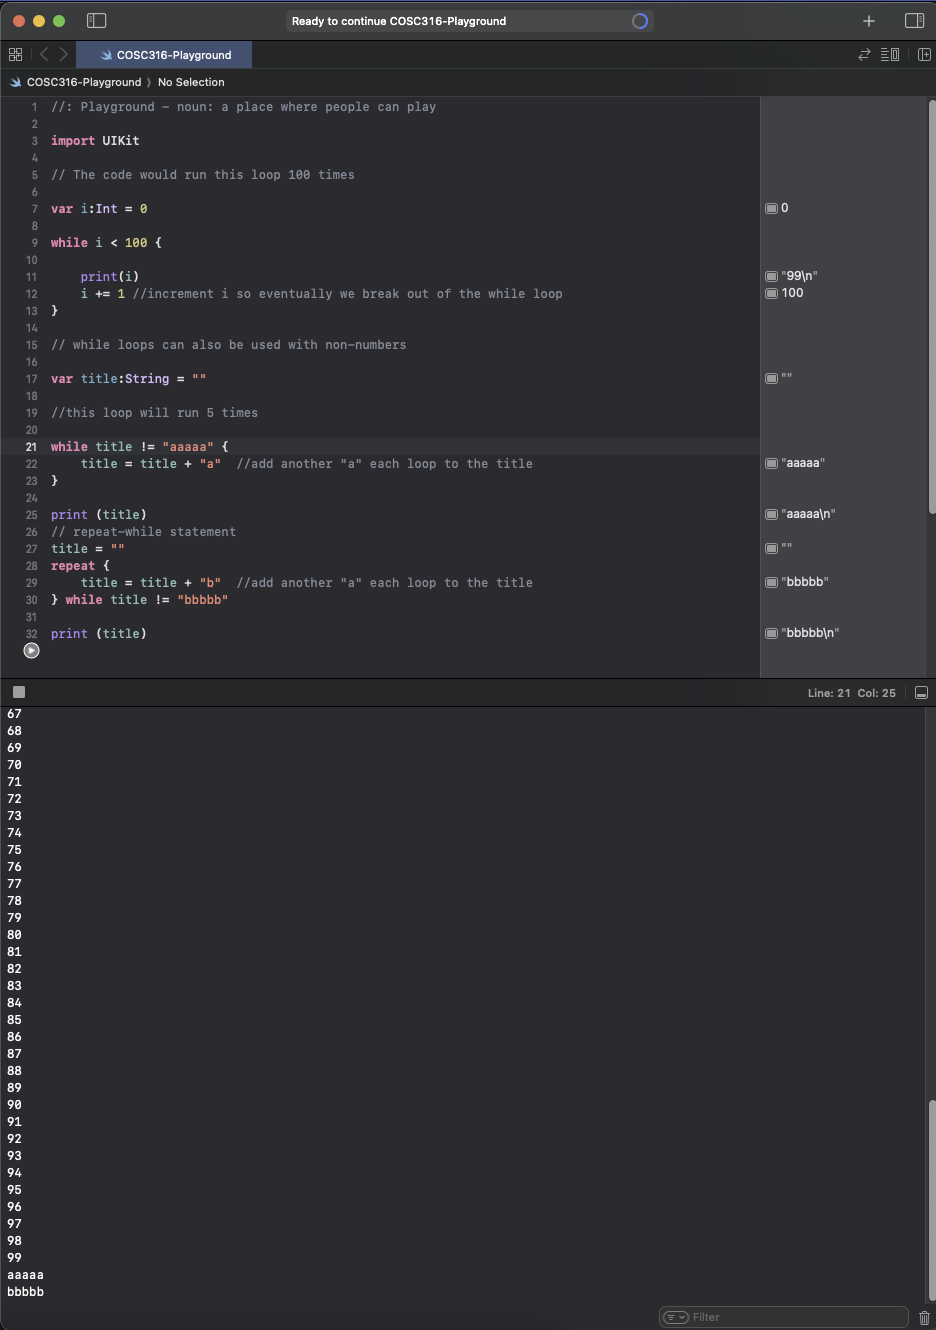 Ready to continue COSC316-Playground
COSC316-Playground
COSC316-Playground ⟩ No Selection
1 //: Playground - noun: a place where people can play
2
3 import UIKit
4
5 // The code would run this loop 100 times
6
7 var i:Int = 0
0
8
9 while i < 100 {
10
11     print(i)
"99\n"
12     i += 1 //increment i so eventually we break out of the while loop
100
13 }
14
15 // while loops can also be used with non-numbers
16
17 var title:String = ""
""
18
19 //this loop will run 5 times
20
21 while title != "aaaaa" {
22     title = title + "a"  //add another "a" each loop to the title
"aaaaa"
23 }
24
25 print (title)
"aaaaa\n"
26 // repeat-while statement
27 title = ""
""
28 repeat {
29     title = title + "b"  //add another "a" each loop to the title
"bbbbb"
30 } while title != "bbbbb"
31
32 print (title)
"bbbbb\n"
Line: 21 Col: 25
67
68
69
70
71
72
73
74
75
76
77
78
79
80
81
82
83
84
85
86
87
88
89
90
91
92
93
94
95
96
97
98
99
aaaaa
bbbbb
Filter